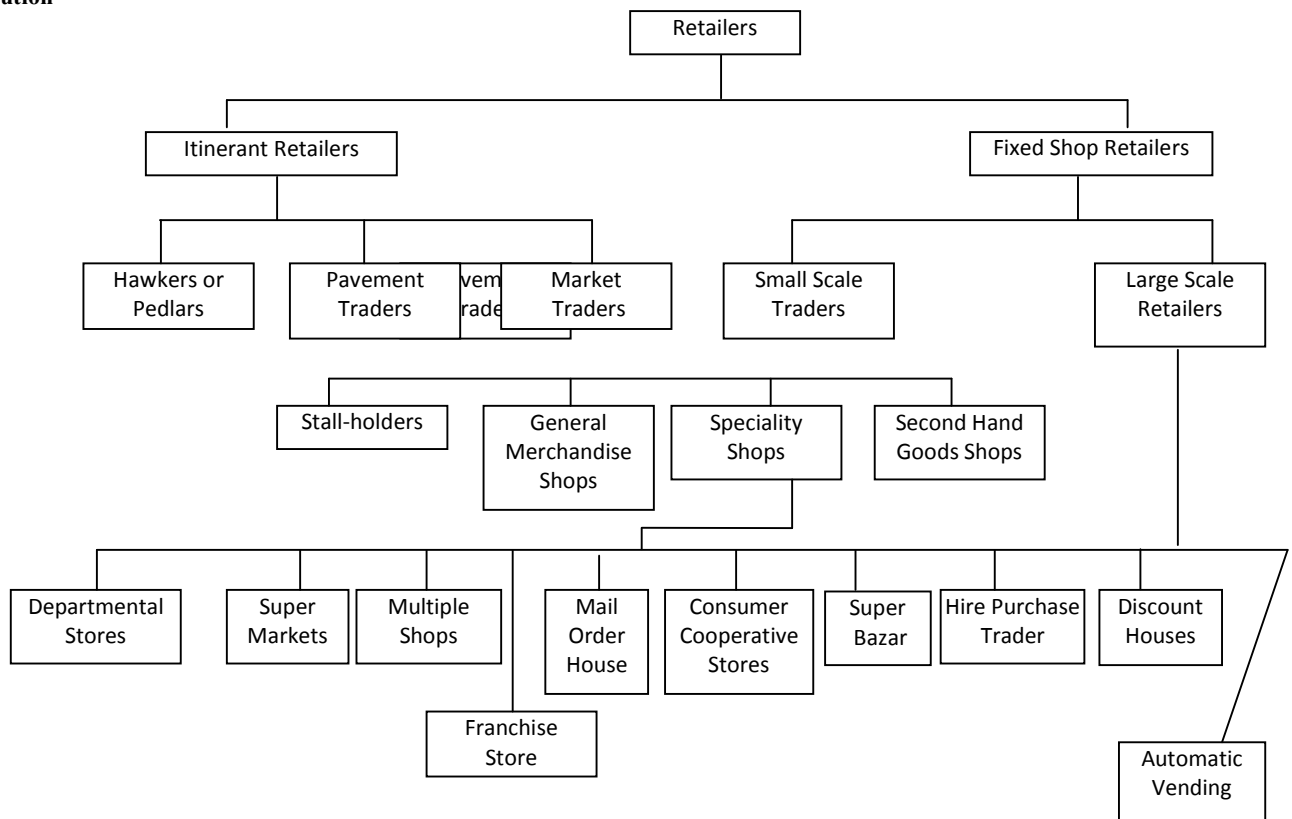 Retailers
Itinerant Retailers
Fixed Shop Retailers
Hawkers or
Pedlars
Pavement
Traders
Market
Traders
Small Scale
Traders
Large Scale
Retailers
Stall-holders
General
Merchandise
Shops
Speciality
Shops
Second Hand
Goods Shops
Departmental
Stores
Super
Markets
Multiple
Shops
Mail
Order
House
Consumer
Cooperative
Stores
Super
Bazar
Hire Purchase
Trader
Discount
Houses
Franchise
Store
Automatic
Vending